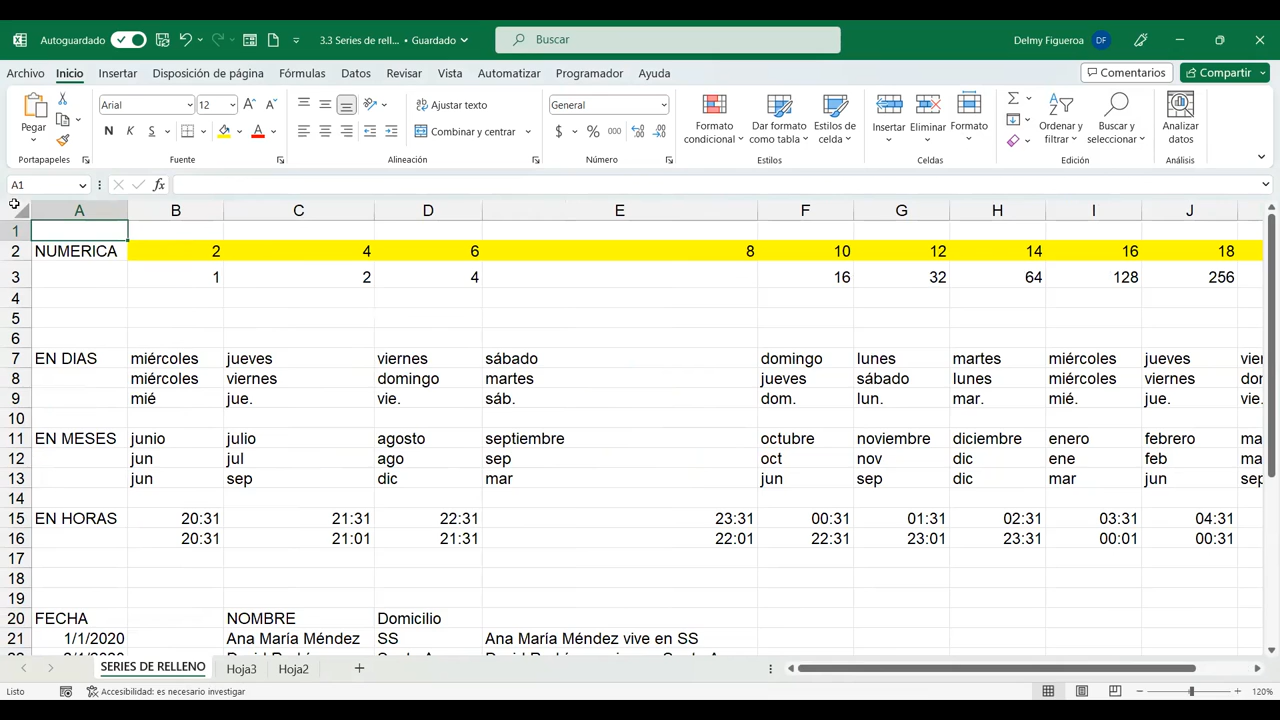 Autoguardado 3.3 Series de rell... • Guardado Buscar Delmy Figueroa DF
Archivo Inicio Insertar Disposición de página Fórmulas Datos Revisar Vista Automatizar Programador Ayuda Comentarios Compartir
Pegar Arial 12 Ajustar texto General Formato condicional Dar formato como tabla Estilos de celda Insertar Eliminar Formato Ordenar y filtrar Buscar y seleccionar Analizar datos
N K S Combinar y centrar $ % 000
Portapapeles Fuente Alineación Número Estilos Celdas Edición Análisis
A1 fx
A B C D E F G H I J
1
2 NUMERICA 2 4 6 8 10 12 14 16 18
3 1 2 4 16 32 64 128 256
4
5
6
7 EN DIAS miércoles jueves viernes sábado domingo lunes martes miércoles jueves vier
8 miércoles viernes domingo martes jueves sábado lunes miércoles viernes dor
9 mié jue. vie. sáb. dom. lun. mar. mié. jue. vie.
10
11 EN MESES junio julio agosto septiembre octubre noviembre diciembre enero febrero ma
12 jun jul ago sep oct nov dic ene feb ma
13 jun sep dic mar jun sep dic mar jun sep
14
15 EN HORAS 20:31 21:31 22:31 23:31 00:31 01:31 02:31 03:31 04:31
16 20:31 21:01 21:31 22:01 22:31 23:01 23:31 00:01 00:31
17
18
19
20 FECHA NOMBRE Domicilio
21 1/1/2020 Ana María Méndez SS Ana María Méndez vive en SS
SERIES DE RELLENO Hoja3 Hoja2
Listo Accesibilidad: es necesario investigar 120%